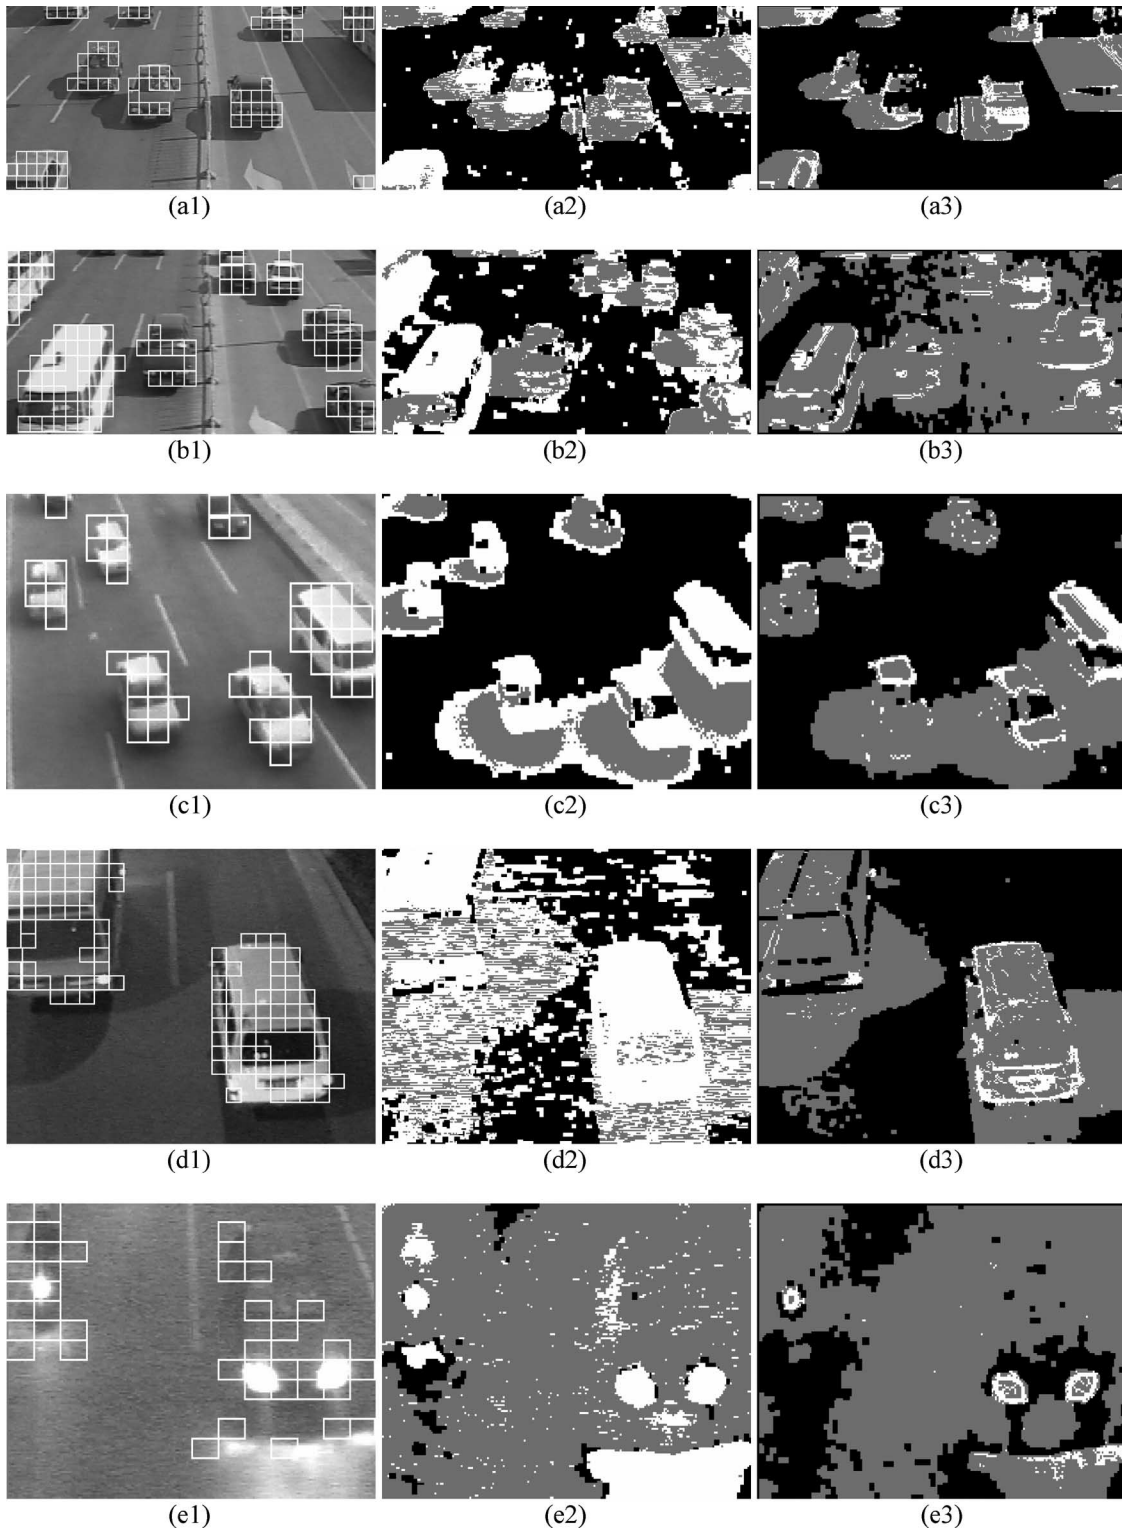 (a1) (a2) (a3)
(b1) (b2) (b3)
(c1) (c2) (c3)
(d1) (d2) (d3)
(e1) (e2) (e3)